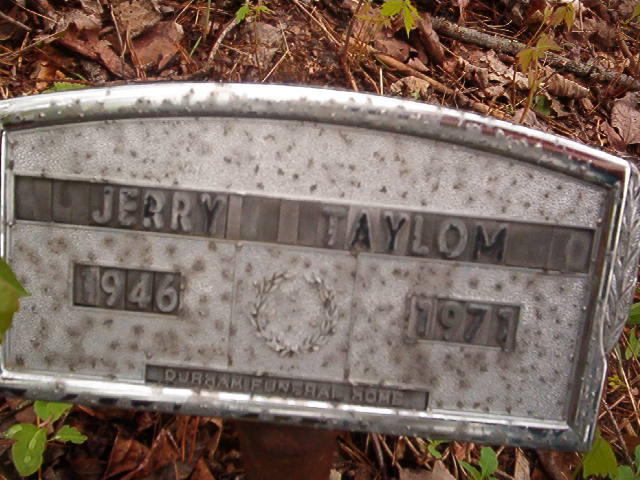 JERRY TAYLOM
1946 1971
DURHAM FUNERAL HOME